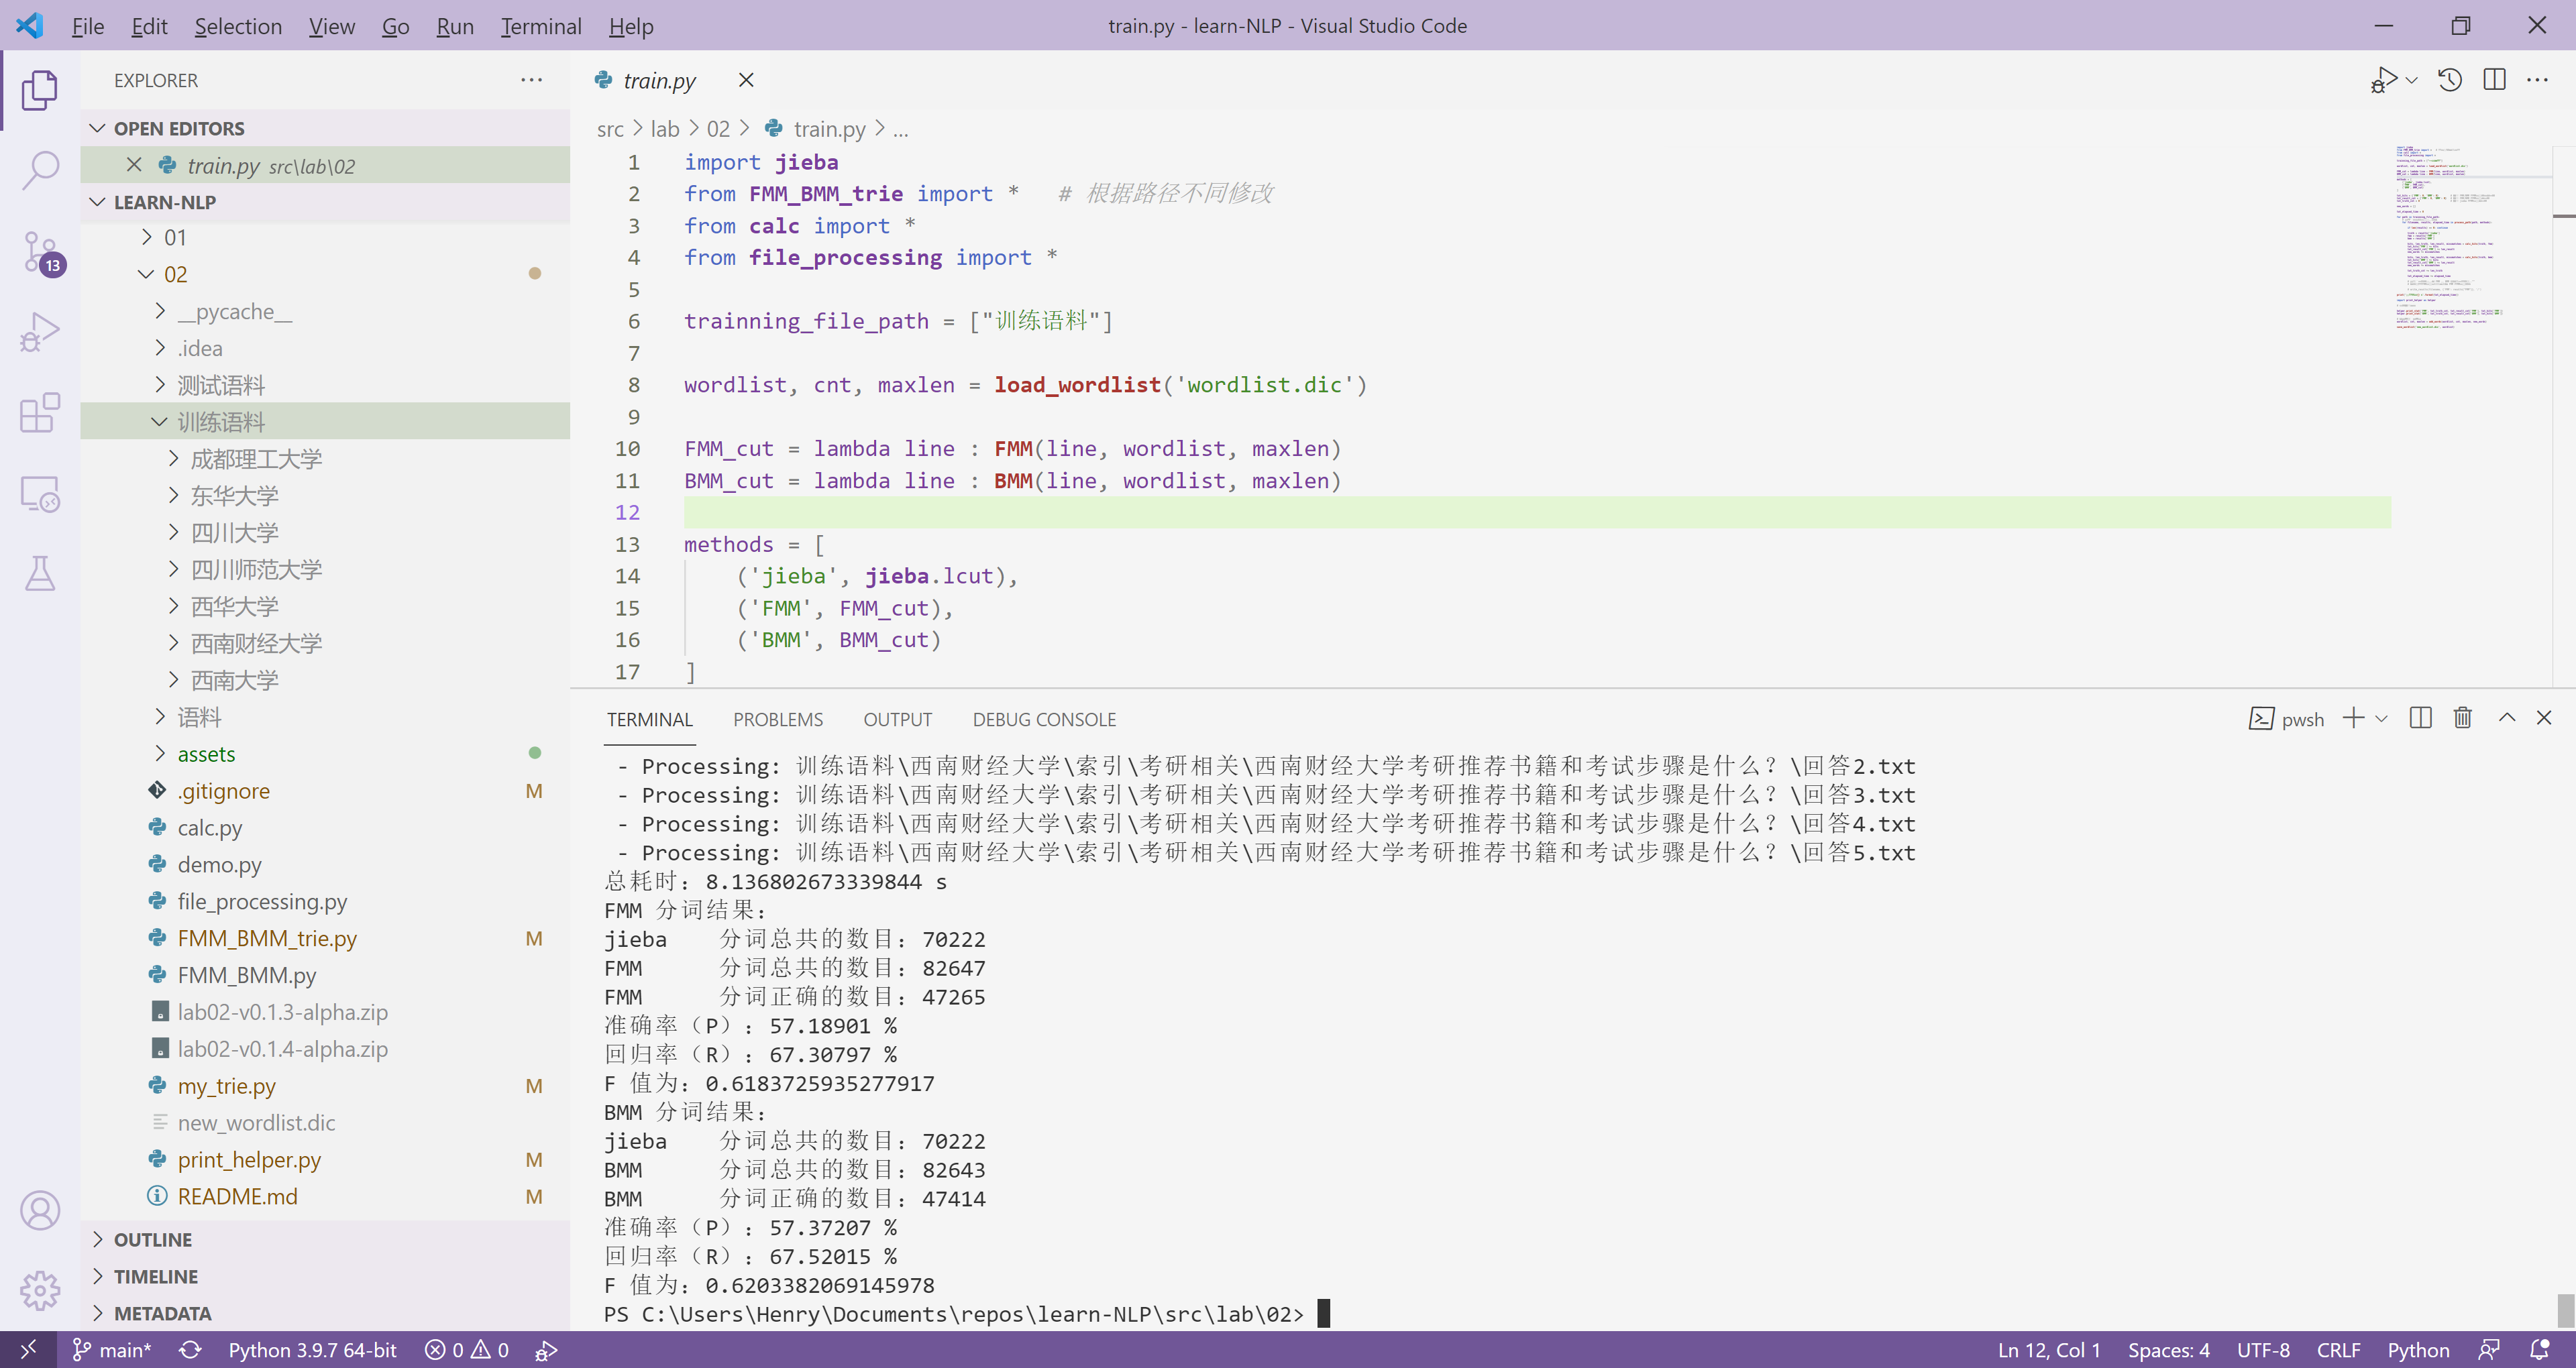 File Edit Selection View Go Run Terminal Help
train.py - learn-NLP - Visual Studio Code
EXPLORER
OPEN EDITORS
train.py src\lab\02
LEARN-NLP
01
02
__pycache__
.idea
测试语料
训练语料
成都理工大学
东华大学
四川大学
四川师范大学
西华大学
西南财经大学
西南大学
语料
assets
.gitignore M
calc.py
demo.py
file_processing.py
FMM_BMM_trie.py M
FMM_BMM.py
lab02-v0.1.3-alpha.zip
lab02-v0.1.4-alpha.zip
my_trie.py M
new_wordlist.dic
print_helper.py M
README.md M
OUTLINE
TIMELINE
METADATA
13
train.py
src > lab > 02 > train.py > ...
1 import jieba
2 from FMM_BMM_trie import * # 根据路径不同修改
3 from calc import *
4 from file_processing import *
5
6 trainning_file_path = ["训练语料"]
7
8 wordlist, cnt, maxlen = load_wordlist('wordlist.dic')
9
10 FMM_cut = lambda line : FMM(line, wordlist, maxlen)
11 BMM_cut = lambda line : BMM(line, wordlist, maxlen)
12
13 methods = [
14 ('jieba', jieba.lcut),
15 ('FMM', FMM_cut),
16 ('BMM', BMM_cut)
17 ]
TERMINAL PROBLEMS OUTPUT DEBUG CONSOLE
pwsh
- Processing: 训练语料\西南财经大学\索引\考研相关\西南财经大学考研推荐书籍和考试步骤是什么？\回答2.txt
- Processing: 训练语料\西南财经大学\索引\考研相关\西南财经大学考研推荐书籍和考试步骤是什么？\回答3.txt
- Processing: 训练语料\西南财经大学\索引\考研相关\西南财经大学考研推荐书籍和考试步骤是什么？\回答4.txt
- Processing: 训练语料\西南财经大学\索引\考研相关\西南财经大学考研推荐书籍和考试步骤是什么？\回答5.txt
总耗时：8.136802673339844 s
FMM 分词结果：
jieba 分词总共的数目：70222
FMM 分词总共的数目：82647
FMM 分词正确的数目：47265
准确率（P）：57.18901 %
回归率（R）：67.30797 %
F 值为：0.6183725935277917
BMM 分词结果：
jieba 分词总共的数目：70222
BMM 分词总共的数目：82643
BMM 分词正确的数目：47414
准确率（P）：57.37207 %
回归率（R）：67.52015 %
F 值为：0.6203382069145978
PS C:\Users\Henry\Documents\repos\learn-NLP\src\lab\02>
main* Python 3.9.7 64-bit 0 0
Ln 12, Col 1 Spaces: 4 UTF-8 CRLF Python